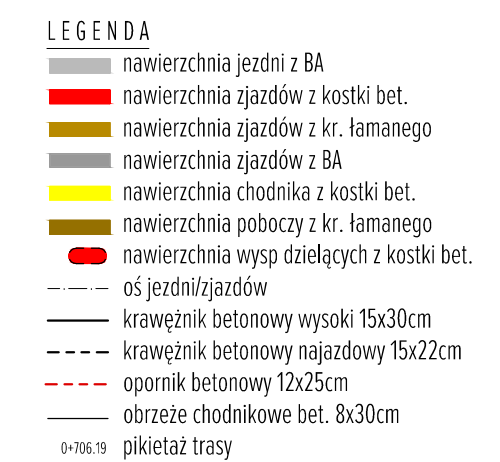 LEGENDA
nawierzchnia jezdni z BA
nawierzchnia zjazdów z kostki bet.
nawierzchnia zjazdów z kr. łamanego
nawierzchnia zjazdów z BA
nawierzchnia chodnika z kostki bet.
nawierzchnia poboczy z kr. łamanego
nawierzchnia wysp dzielących z kostki bet.
oś jezdni/zjazdów
krawężnik betonowy wysoki 15x30cm
krawężnik betonowy najazdowy 15x22cm
opornik betonowy 12x25cm
obrzeże chodnikowe bet. 8x30cm
0+706.19 pikietaż trasy